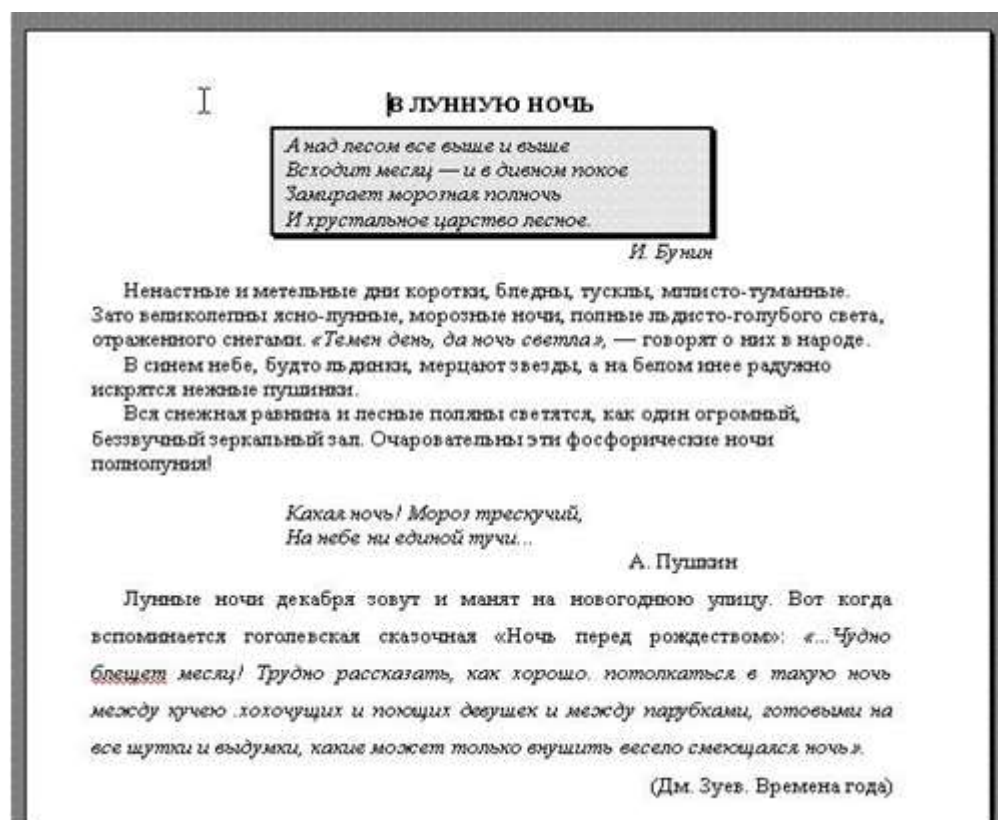 В ЛУННУЮ НОЧЬ
А над лесом все выше и выше
Всходит месяц — и в дивном покое
Замирает морозная полночь
И хрустальное царство лесное.
И. Бунин
Ненастные и метельные дни коротки, бледны, тусклы, мглисто-туманные.
Зато великолепны ясно-лунные, морозные ночи, полные льдисто-голубого света,
отраженного снегами. «Темен день, да ночь светла», — говорят о них в народе.
В синем небе, будто льдинки, мерцают звезды, а на белом инее радужно
искрятся нежные пушинки.
Вся снежная равнина и лесные поляны светятся, как один огромный,
беззвучный зеркальный зал. Очаровательны эти фосфорические ночи
полнолуния!
Какая ночь! Мороз трескучий,
На небе ни единой тучи...
А. Пушкин
Лунные ночи декабря зовут и манят на новогоднюю улицу. Вот когда
вспоминается гоголевская сказочная «Ночь перед рождеством»: «...Чудно
блещет месяц! Трудно рассказать, как хорошо. потолкаться в такую ночь
между кучею .хохочущих и поющих девушек и между парубками, готовыми на
все шутки и выдумки, какие может только внушить весело смеющаяся ночь».
(Дм. Зуев. Времена года)